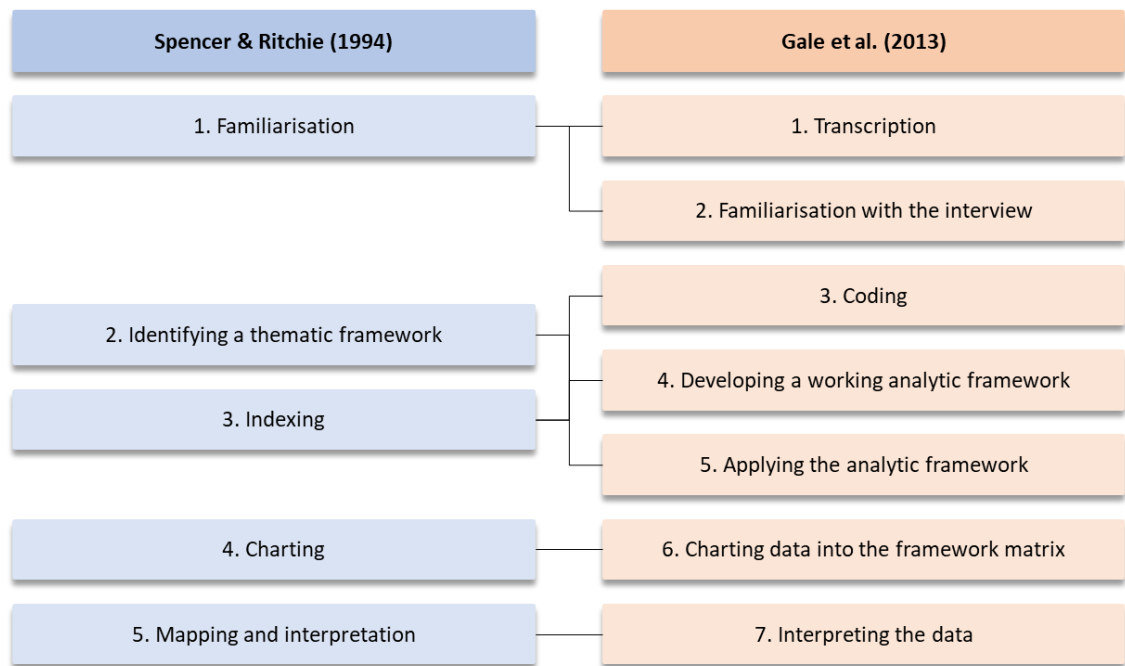 Spencer & Ritchie (1994)
Gale et al. (2013)
1. Familiarisation
1. Transcription
2. Familiarisation with the interview
3. Coding
2. Identifying a thematic framework
4. Developing a working analytic framework
3. Indexing
5. Applying the analytic framework
4. Charting
6. Charting data into the framework matrix
5. Mapping and interpretation
7. Interpreting the data